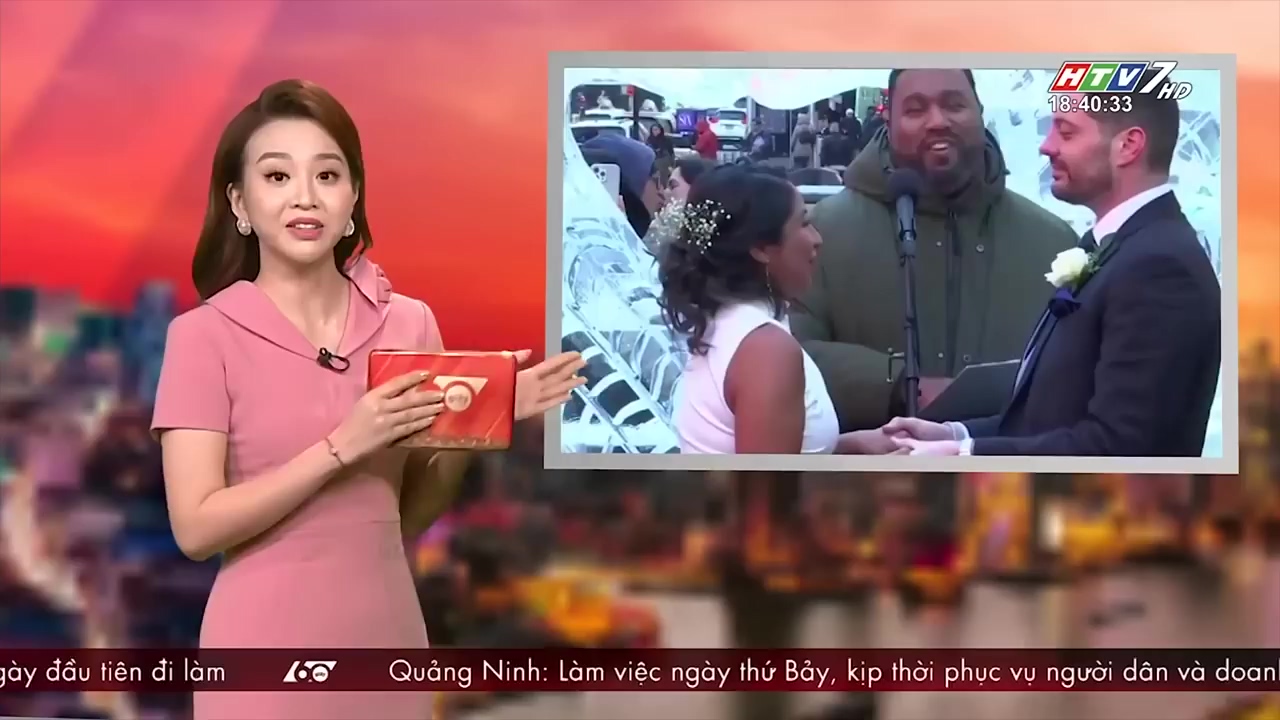 HTV7 HD
18:40:33
gày đầu tiên đi làm
60 Quảng Ninh: Làm việc ngày thứ Bảy, kịp thời phục vụ người dân và doanh